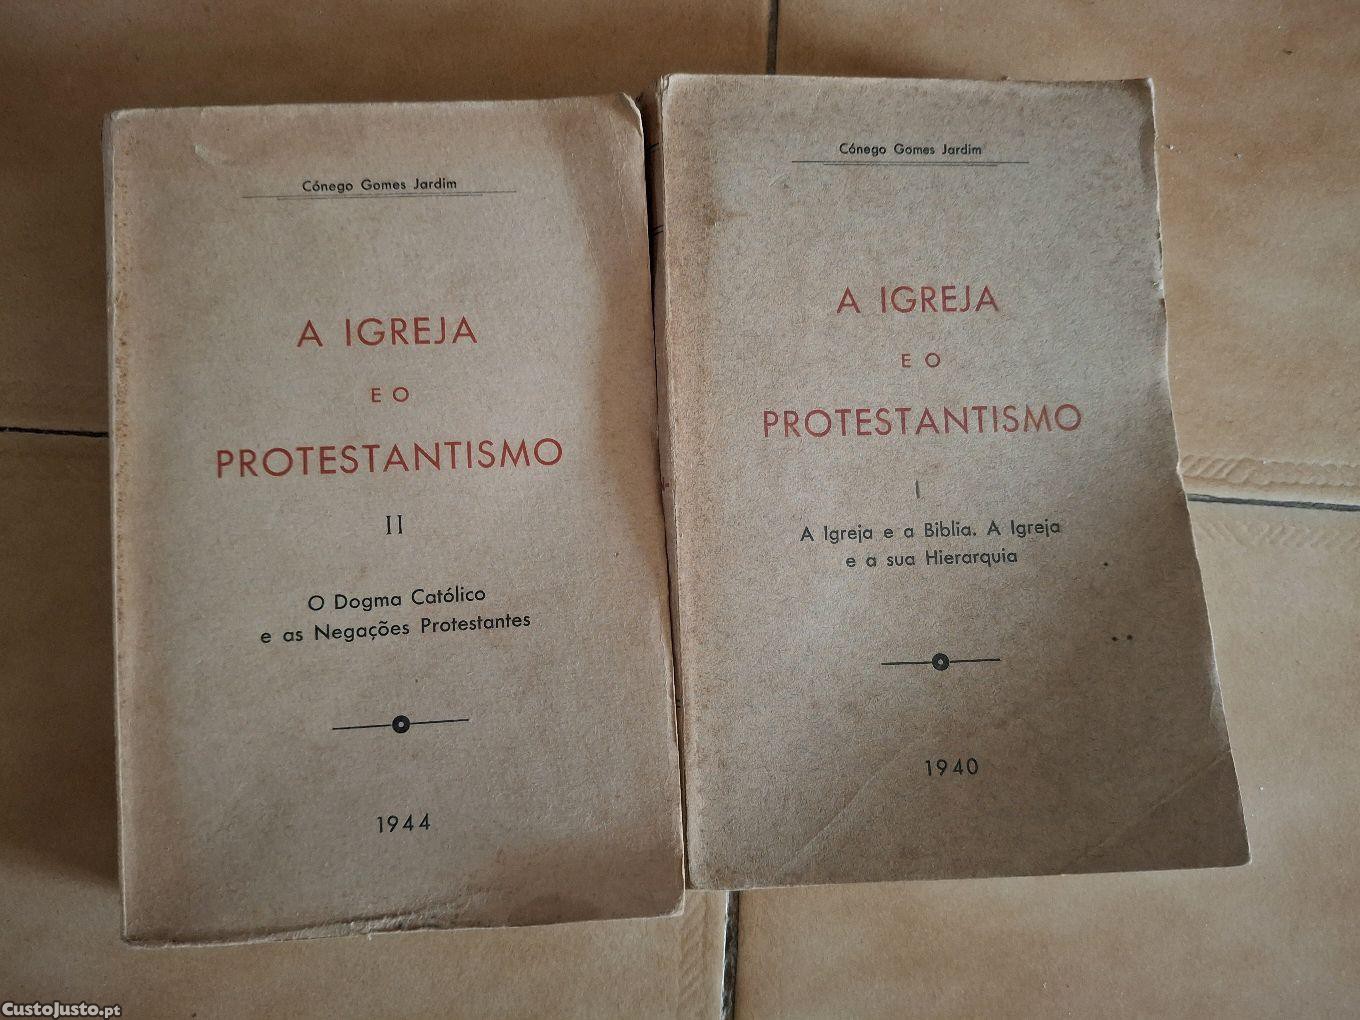 Cónego Gomes Jardim
A IGREJA
E O
PROTESTANTISMO
II
O Dogma Católico
e as Negações Protestantes
1944
Cónego Gomes Jardim
A IGREJA
E O
PROTESTANTISMO
I
A Igreja e a Bíblia. A Igreja
e a sua Hierarquia
1940
CustoJusto.pt